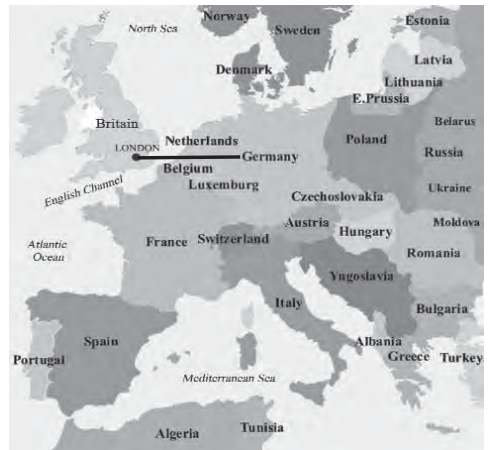 Norway
North Sea
Sweden
Estonia
Latvia
Denmark
Lithuania
E.Prussia
Britain
Belarus
Netherlands
Poland
LONDON
Germany
Russia
Belgium
Luxemburg
English Channel
Ukraine
Czechoslovakia
Austria
Moldova
Hungary
France
Switzerland
Atlantic
Ocean
Romania
Yngoslavia
Italy
Bulgaria
Spain
Albania
Portugal
Greece
Turkey
Mediterranean Sea
Tunisia
Algeria